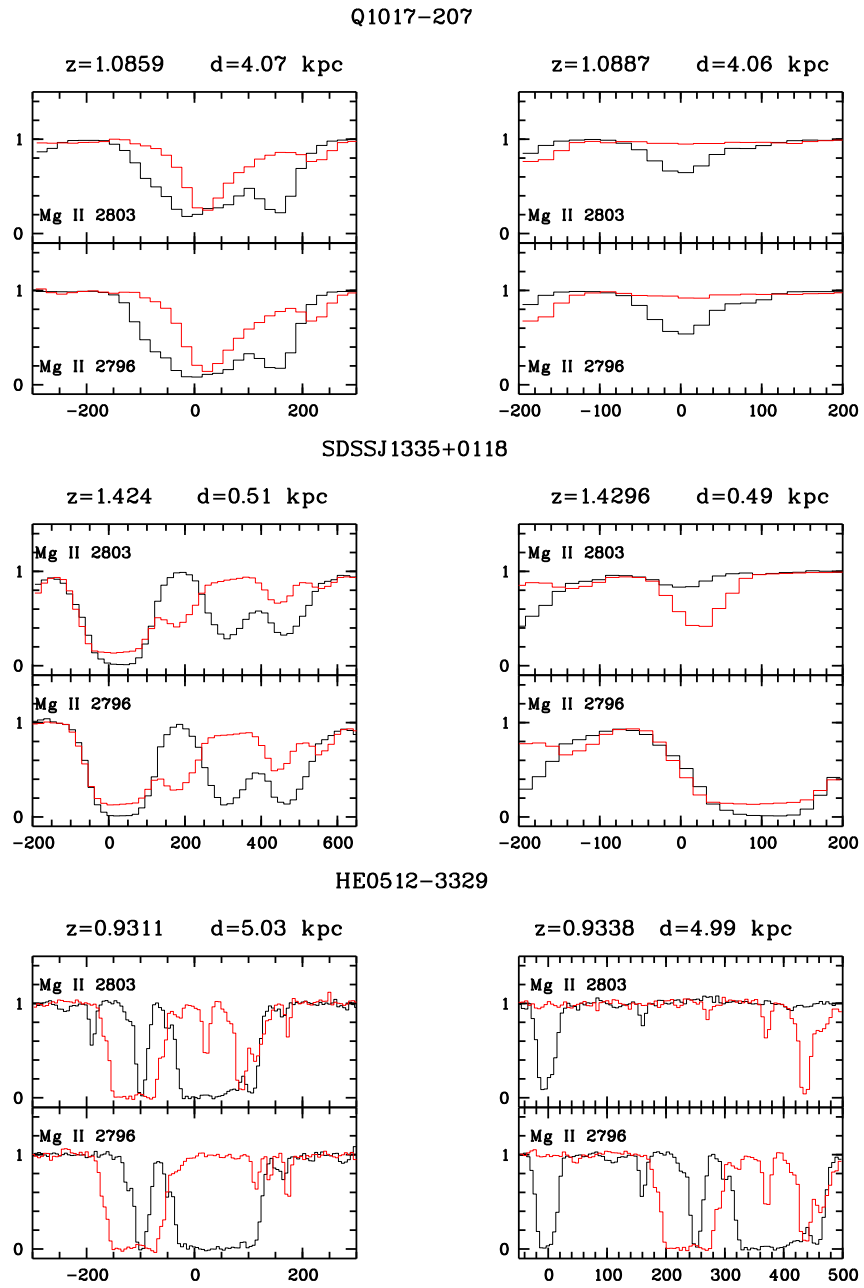 Q1017-207
z=1.0859 d=4.07 kpc
z=1.0887 d=4.06 kpc
1
Mg II 2803
0
1
Mg II 2803
0
1
Mg II 2796
0
1
Mg II 2796
0
-200 0 200
-200 -100 0 100 200
SDSSJ1335+0118
z=1.424 d=0.51 kpc
z=1.4296 d=0.49 kpc
Mg II 2803
1
0
Mg II 2803
1
0
Mg II 2796
1
0
Mg II 2796
1
0
-200 0 200 400 600
-200 -100 0 100 200
HE0512-3329
z=0.9311 d=5.03 kpc
z=0.9338 d=4.99 kpc
Mg II 2803
1
0
Mg II 2803
1
0
Mg II 2796
1
0
Mg II 2796
1
0
-200 0 200
0 100 200 300 400 500